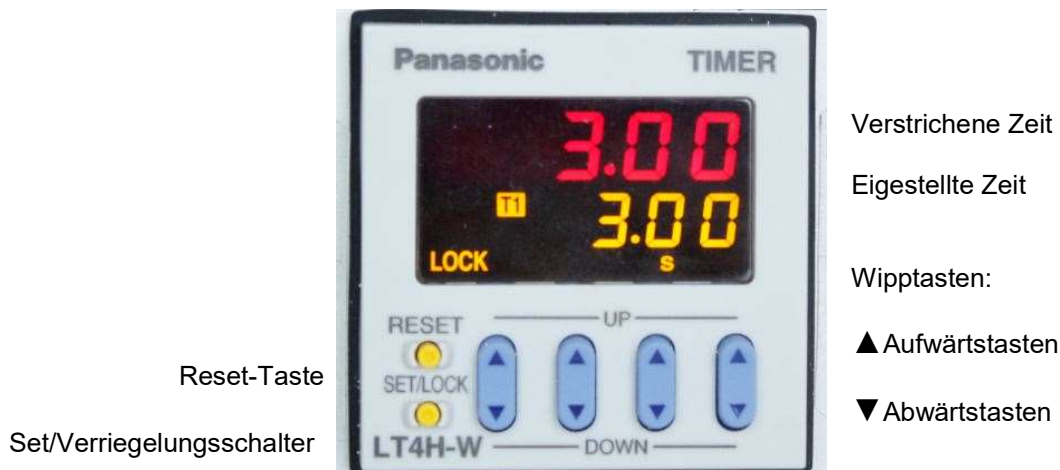 Panasonic TIMER
3.00
Verstrichene Zeit
T1 3.00
Eigestellte Zeit
LOCK s
Wipptasten:
RESET UP
▲Aufwärtstasten
Reset-Taste
SET/LOCK
▼Abwärtstasten
Set/Verriegelungsschalter
LT4H-W DOWN